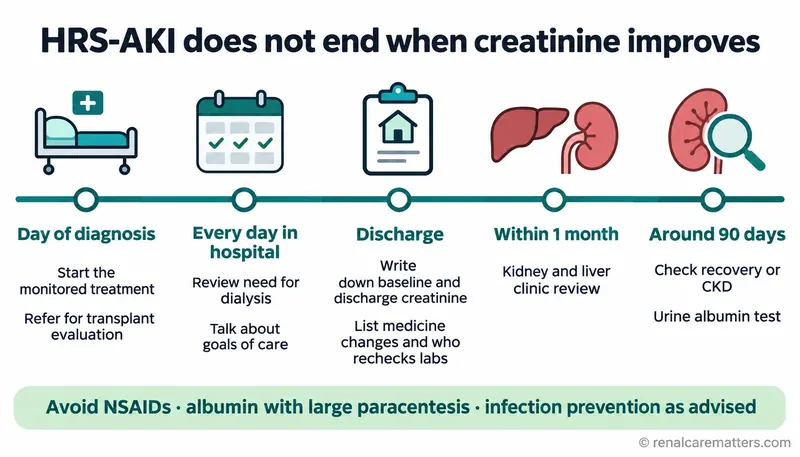 HRS-AKI does not end when creatinine improves
Day of diagnosis
Start the
monitored treatment
Refer for transplant
evaluation
Every day in
hospital
Review need for
dialysis
Talk about
goals of care
Discharge
Write
down baseline and
discharge creatinine
List medicine
changes and who
rechecks labs
Within 1 month
Kidney and liver
clinic review
Around 90 days
Check recovery or
CKD
Urine albumin test
Avoid NSAIDs · albumin with large paracentesis · infection prevention as advised
© renalcarematters.com